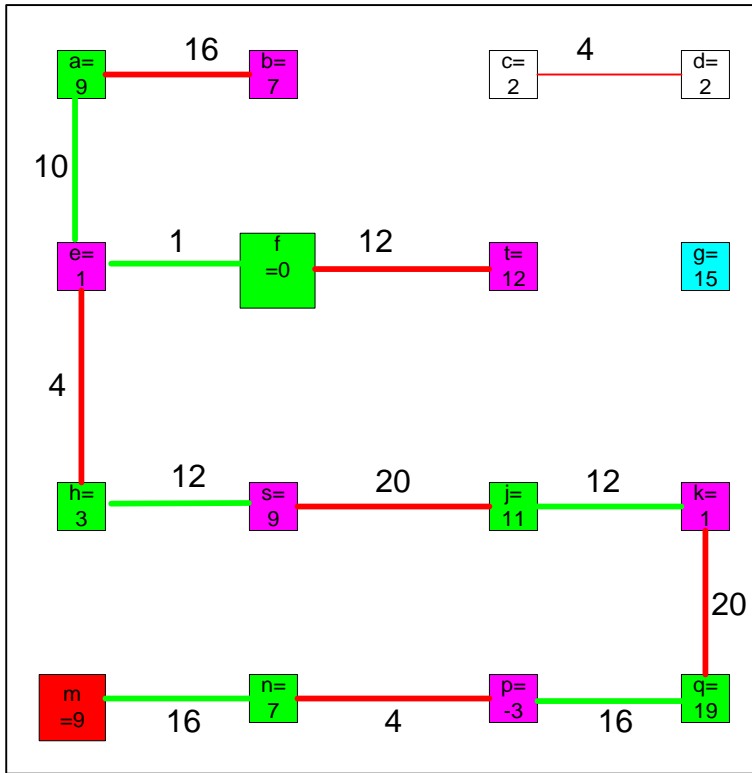 16
4
a=
9
b=
7
c=
2
d=
2
10
1
12
e=
1
f
=0
t=
12
g=
15
4
12
20
12
h=
3
s=
9
j=
11
k=
1
20
m
=9
n=
7
p=
-3
q=
19
16
4
16